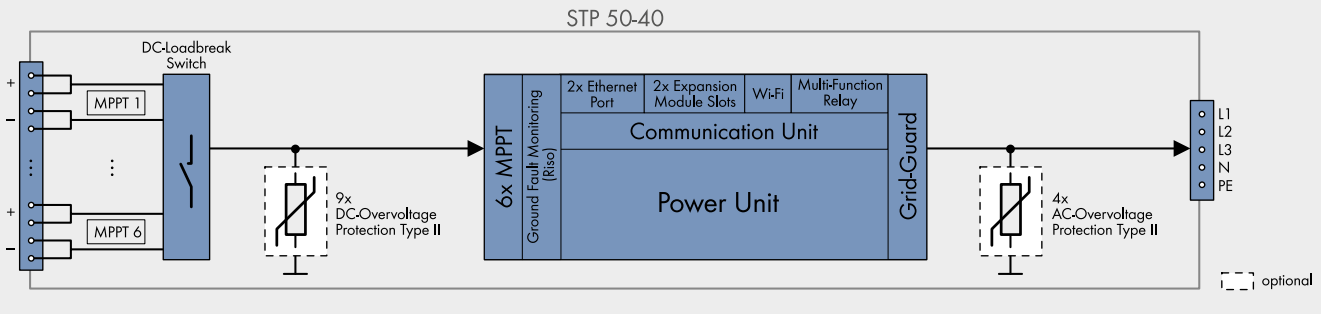 STP 50-40
DC-Loadbreak
Switch
+
MPPT 1
–
...
...
+
MPPT 6
–
9x
DC-Overvoltage
Protection Type II
6x MPPT
Ground Fault Monitoring
(Riso)
2x Ethernet
Port
2x Expansion
Module Slots
Wi-Fi
Multi-Function
Relay
Communication Unit
Power Unit
Grid-Guard
4x
AC-Overvoltage
Protection Type II
L1
L2
L3
N
PE
optional